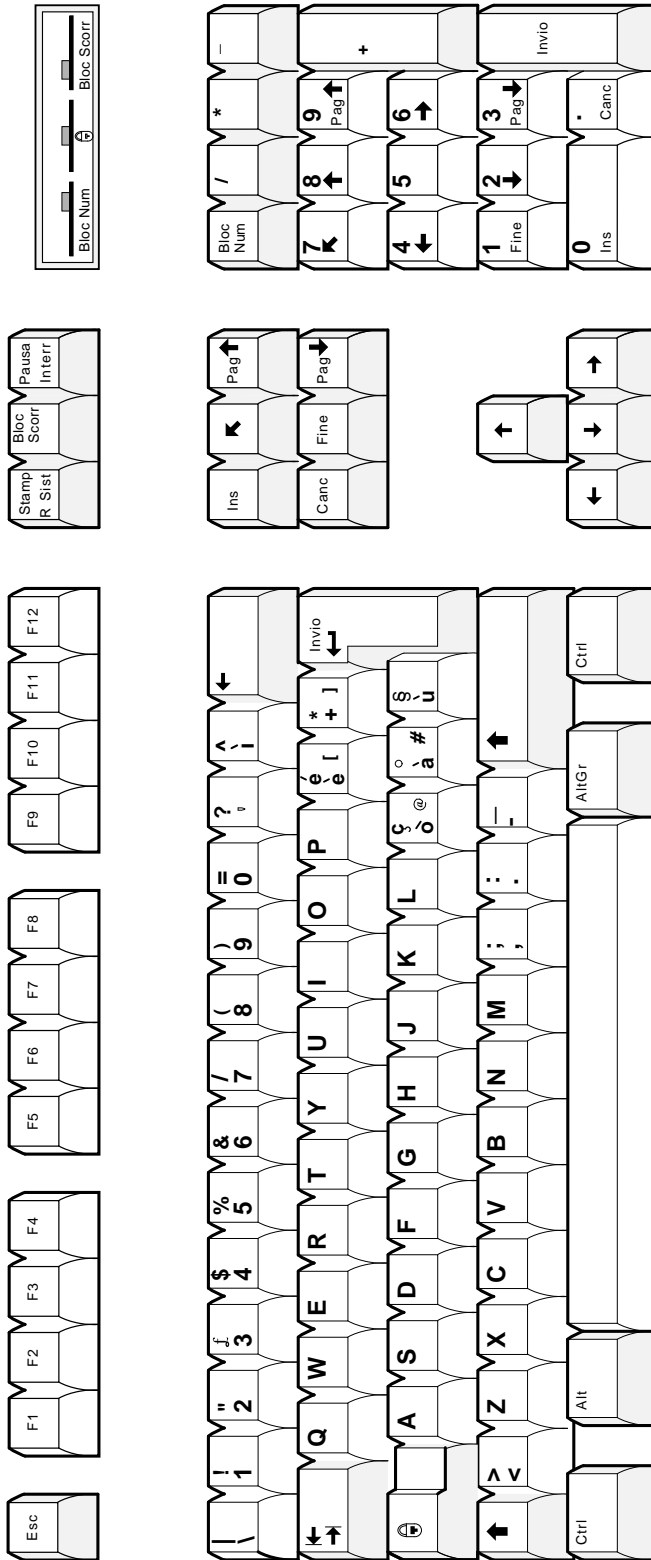 Esc F1 F2 F3 F4 F5 F6 F7 F8 F9 F10 F11 F12 Stamp Bloc Pausa
R Sist Scorr Interr
Bloc Num Bloc Scorr
| ! " £ $ % & / ( ) = ? ^ ← Ins ↖ Pag ↑ Bloc / * –
\ 1 2 3 4 5 6 7 8 9 0 ' ì Num
Q W E R T Y U I O P é * Invio Canc Fine Pag ↓ 7 8 9 +
è [ + ] ↖ ↑ Pag ↑
A S D F G H J K L ç ° § 4 5 6
ò @ à # ù ← →
⬆ > Z X C V B N M ; : _ ⬆ ↑ 1 2 3 Invio
< , . - Fine ↓ Pag ↓
Ctrl Alt AltGr Ctrl ← ↓ → 0 .
Ins Canc